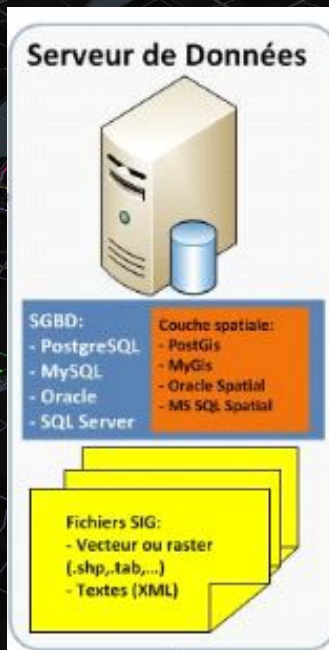 Serveur de Données
SGBD:
- PostgreSQL
- MySQL
- Oracle
- SQL Server
Couche spatiale:
- PostGis
- MyGis
- Oracle Spatial
- MS SQL Spatial
Fichiers SIG:
- Vecteur ou raster
(.shp,.tab,...)
- Textes (XML)